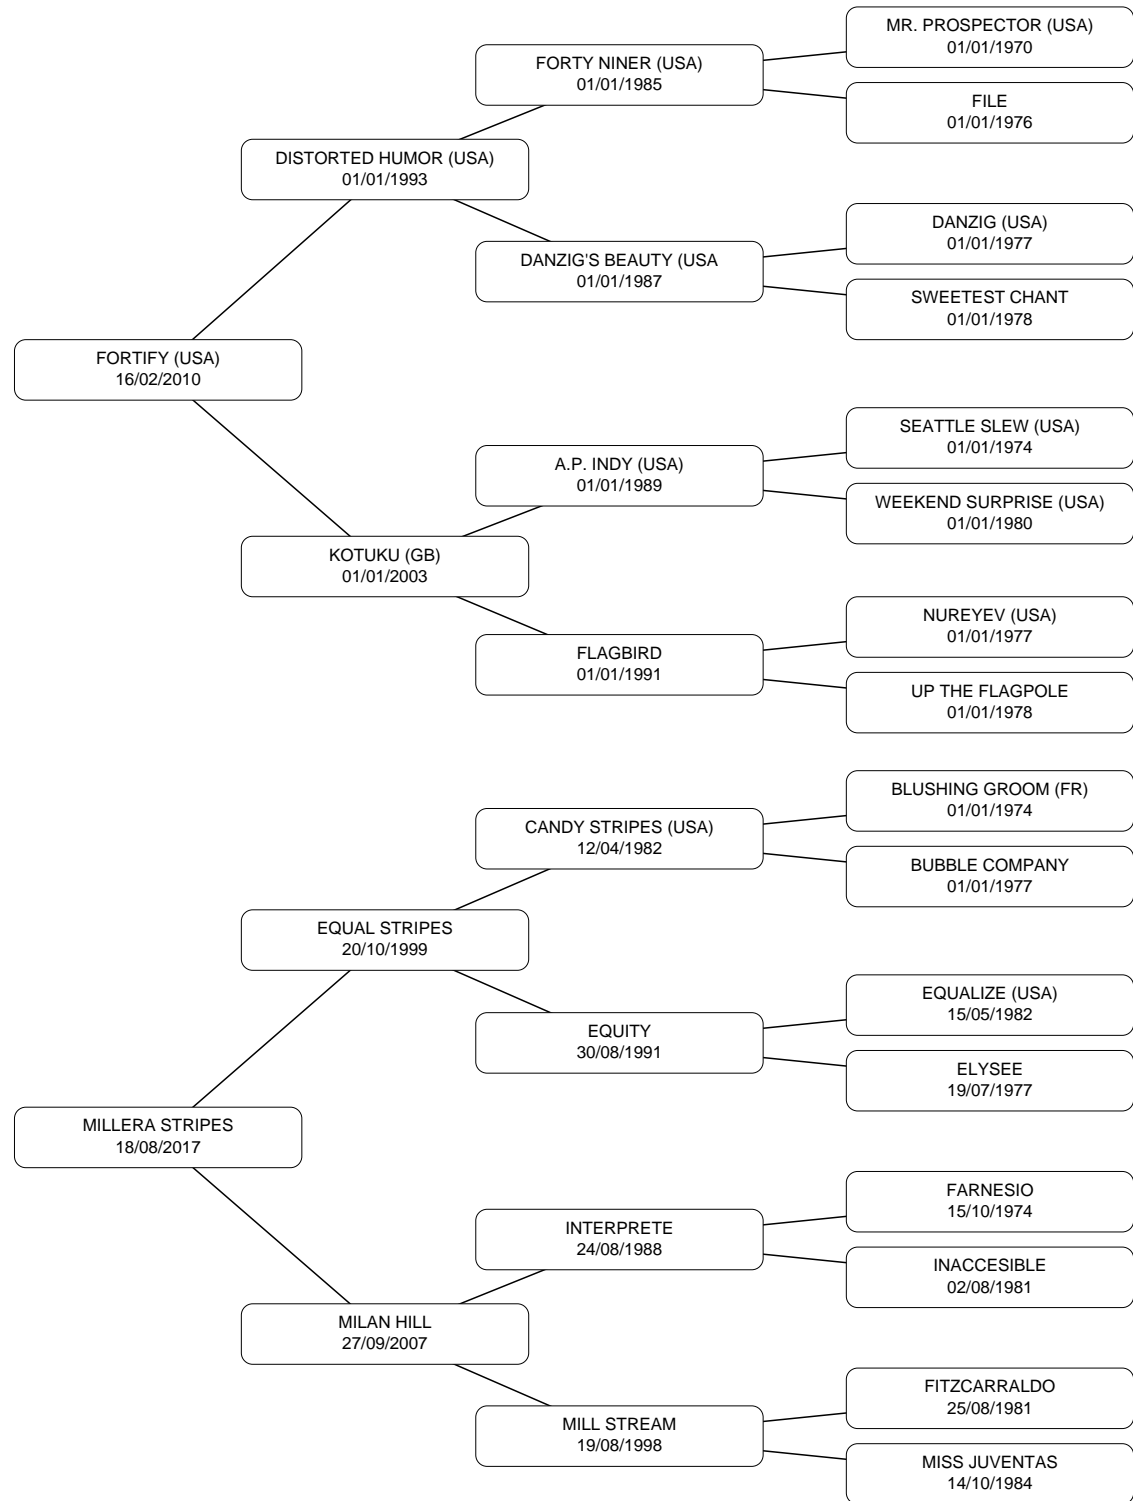 MR. PROSPECTOR (USA)
01/01/1970
FORTY NINER (USA)
01/01/1985
FILE
01/01/1976
DISTORTED HUMOR (USA)
01/01/1993
DANZIG (USA)
01/01/1977
DANZIG'S BEAUTY (USA
01/01/1987
SWEETEST CHANT
01/01/1978
FORTIFY (USA)
16/02/2010
SEATTLE SLEW (USA)
01/01/1974
A.P. INDY (USA)
01/01/1989
WEEKEND SURPRISE (USA)
01/01/1980
KOTUKU (GB)
01/01/2003
NUREYEV (USA)
01/01/1977
FLAGBIRD
01/01/1991
UP THE FLAGPOLE
01/01/1978
BLUSHING GROOM (FR)
01/01/1974
CANDY STRIPES (USA)
12/04/1982
BUBBLE COMPANY
01/01/1977
EQUAL STRIPES
20/10/1999
EQUALIZE (USA)
15/05/1982
EQUITY
30/08/1991
ELYSEE
19/07/1977
MILLERA STRIPES
18/08/2017
FARNESIO
15/10/1974
INTERPRETE
24/08/1988
INACCESIBLE
02/08/1981
MILAN HILL
27/09/2007
FITZCARRALDO
25/08/1981
MILL STREAM
19/08/1998
MISS JUVENTAS
14/10/1984